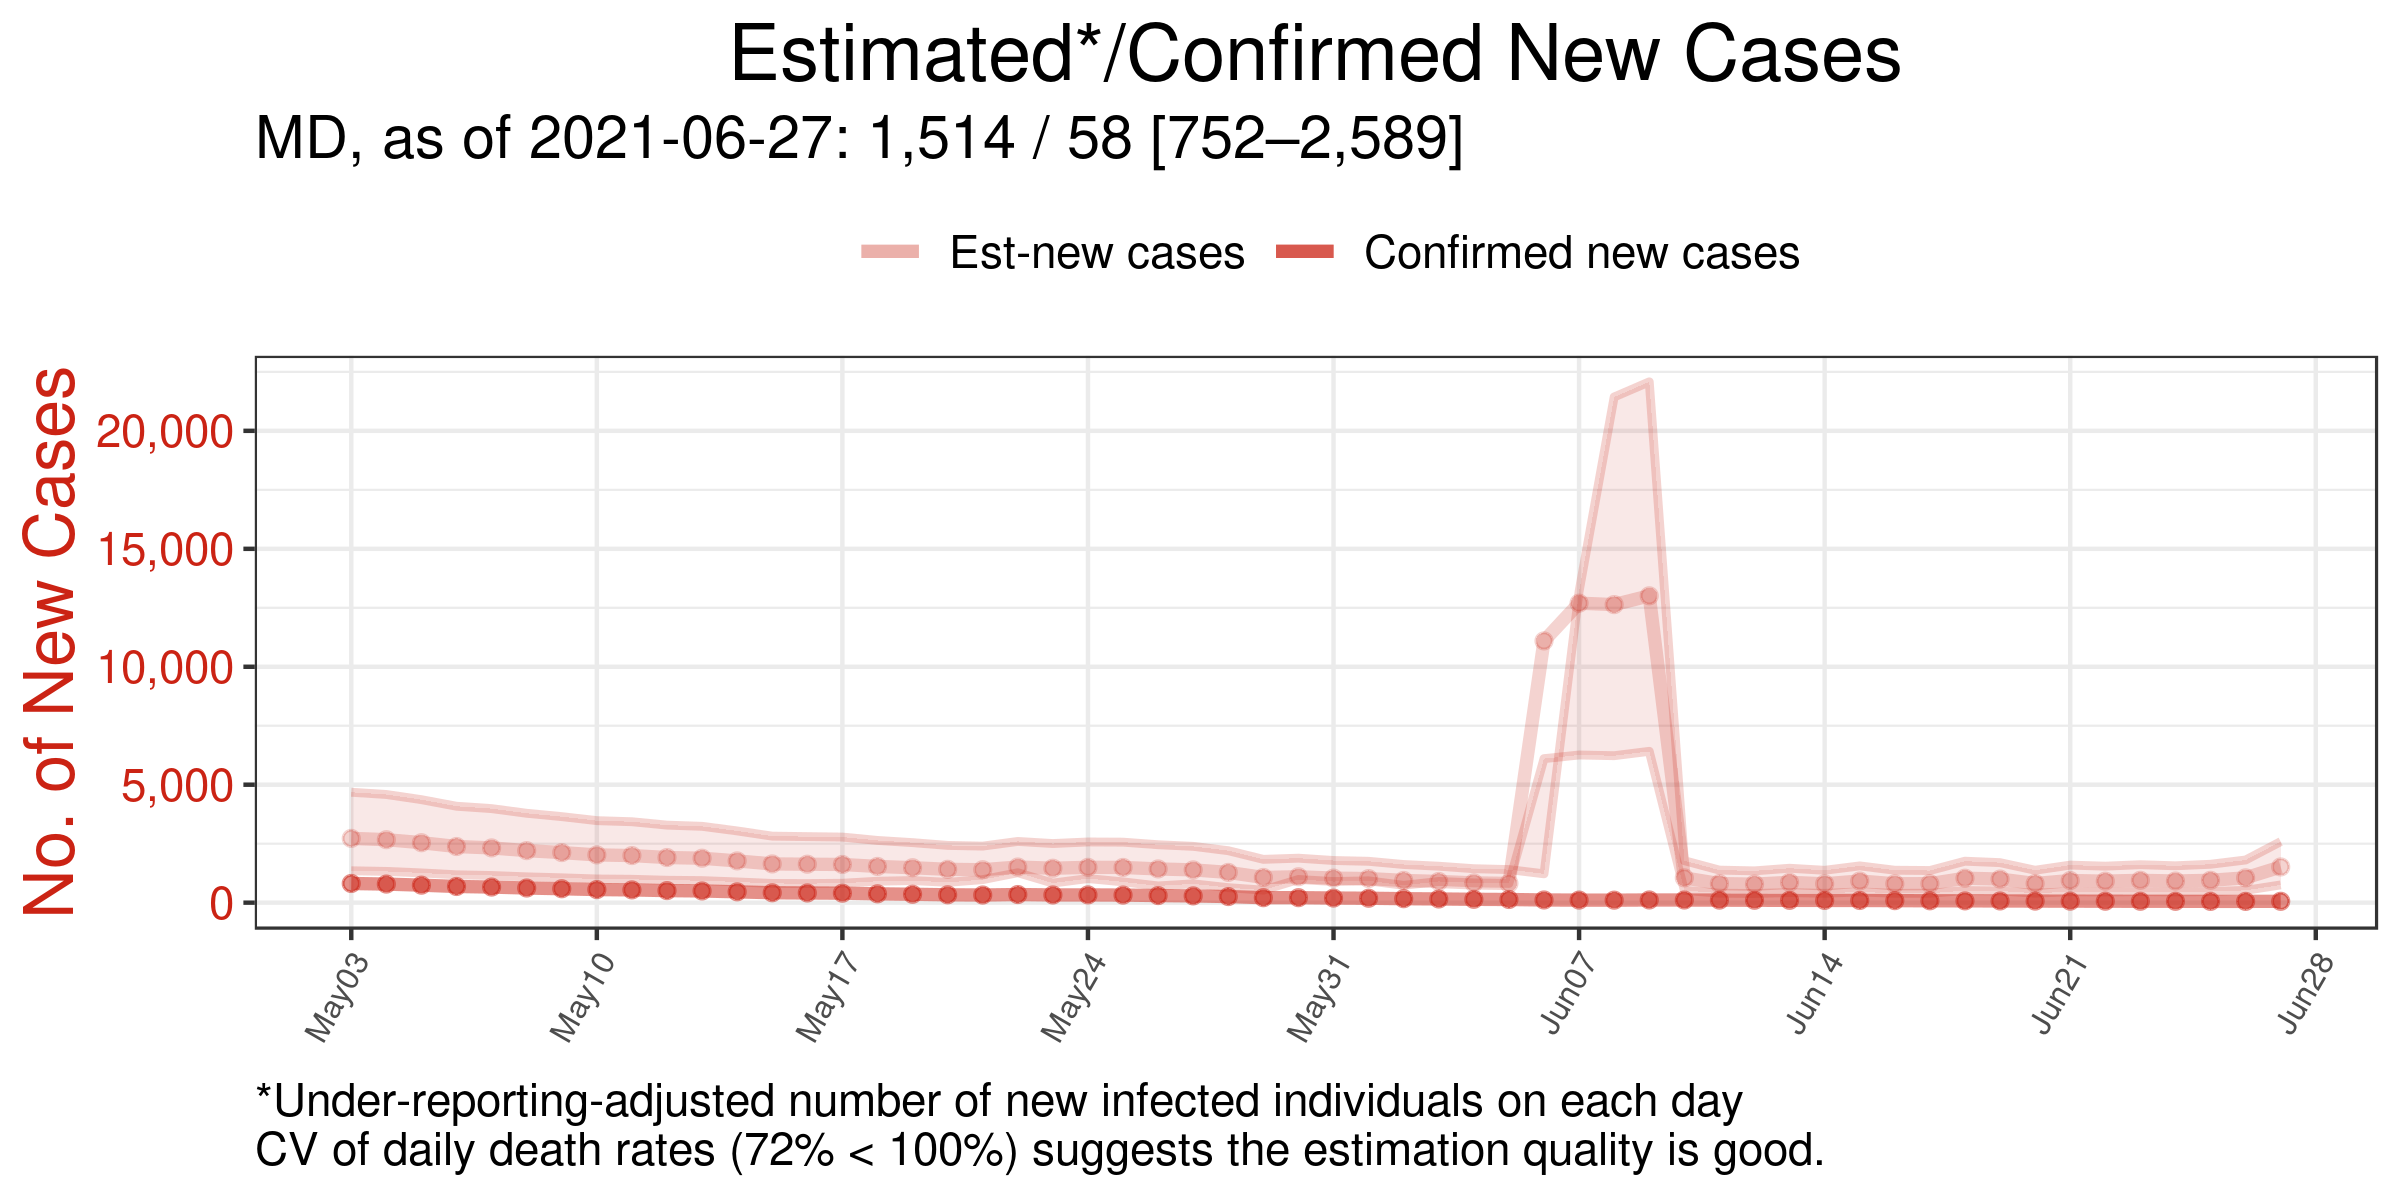 Estimated*/Confirmed New Cases
MD, as of 2021-06-27: 1,514 / 58 [752–2,589]
Est-new cases
Confirmed new cases
No. of New Cases
20,000
15,000
10,000
5,000
0
May03
May10
May17
May24
May31
Jun07
Jun14
Jun21
Jun28
*Under-reporting-adjusted number of new infected individuals on each day
CV of daily death rates (72% < 100%) suggests the estimation quality is good.